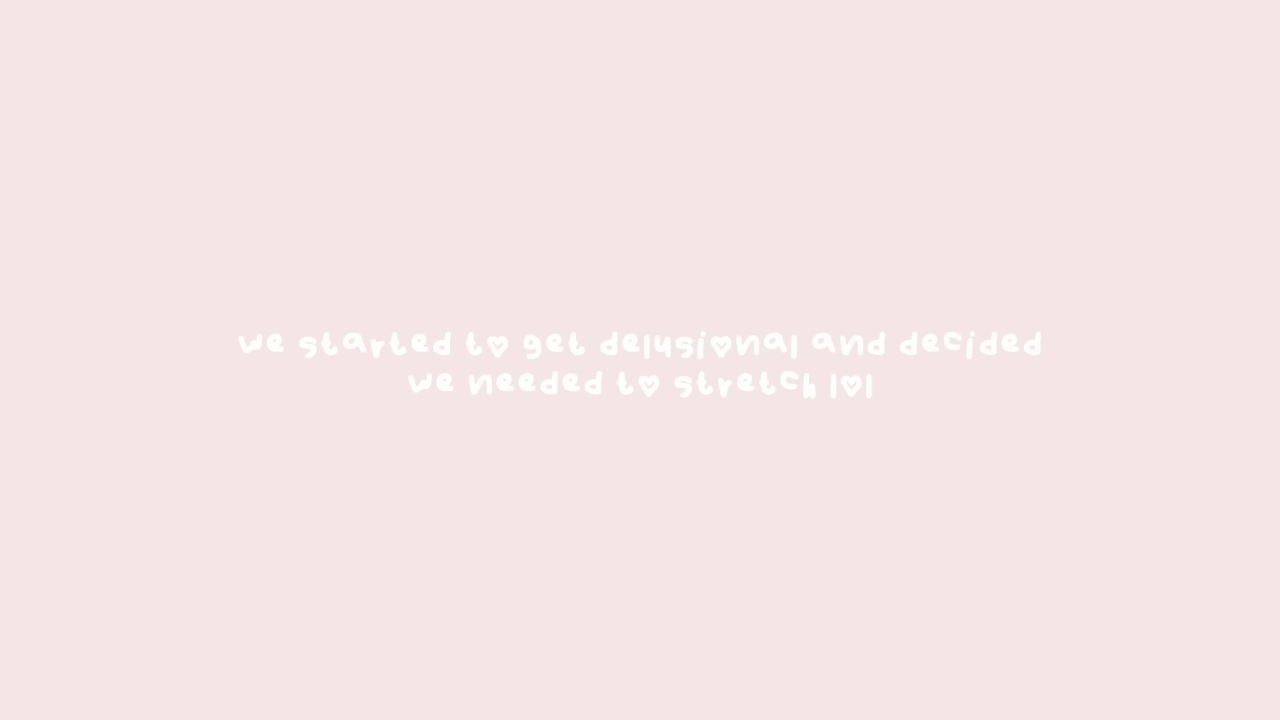 we started to get delusional and decided
we needed to stretch lol